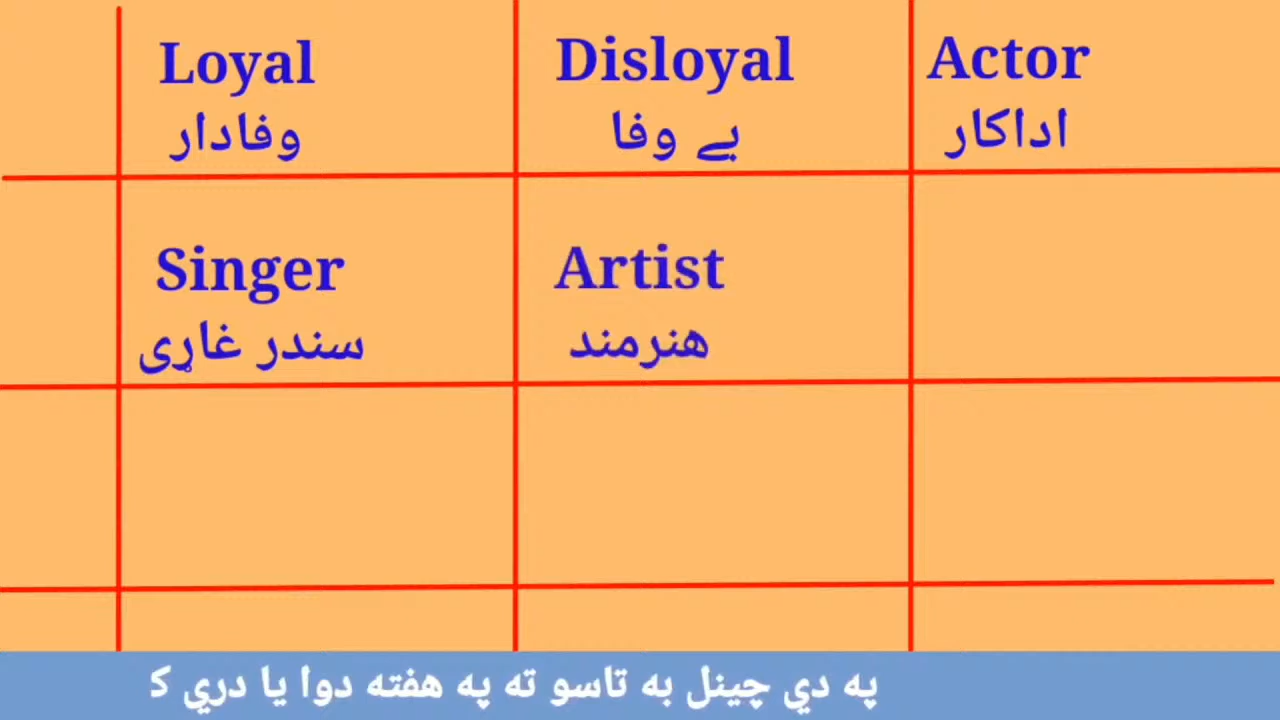 Loyal
وفادار
Disloyal
بے وفا
Actor
اداکار
Singer
سندر غاړی
Artist
هنرمند
په دي چینل به تاسو ته په هفته دوا یا دري ک